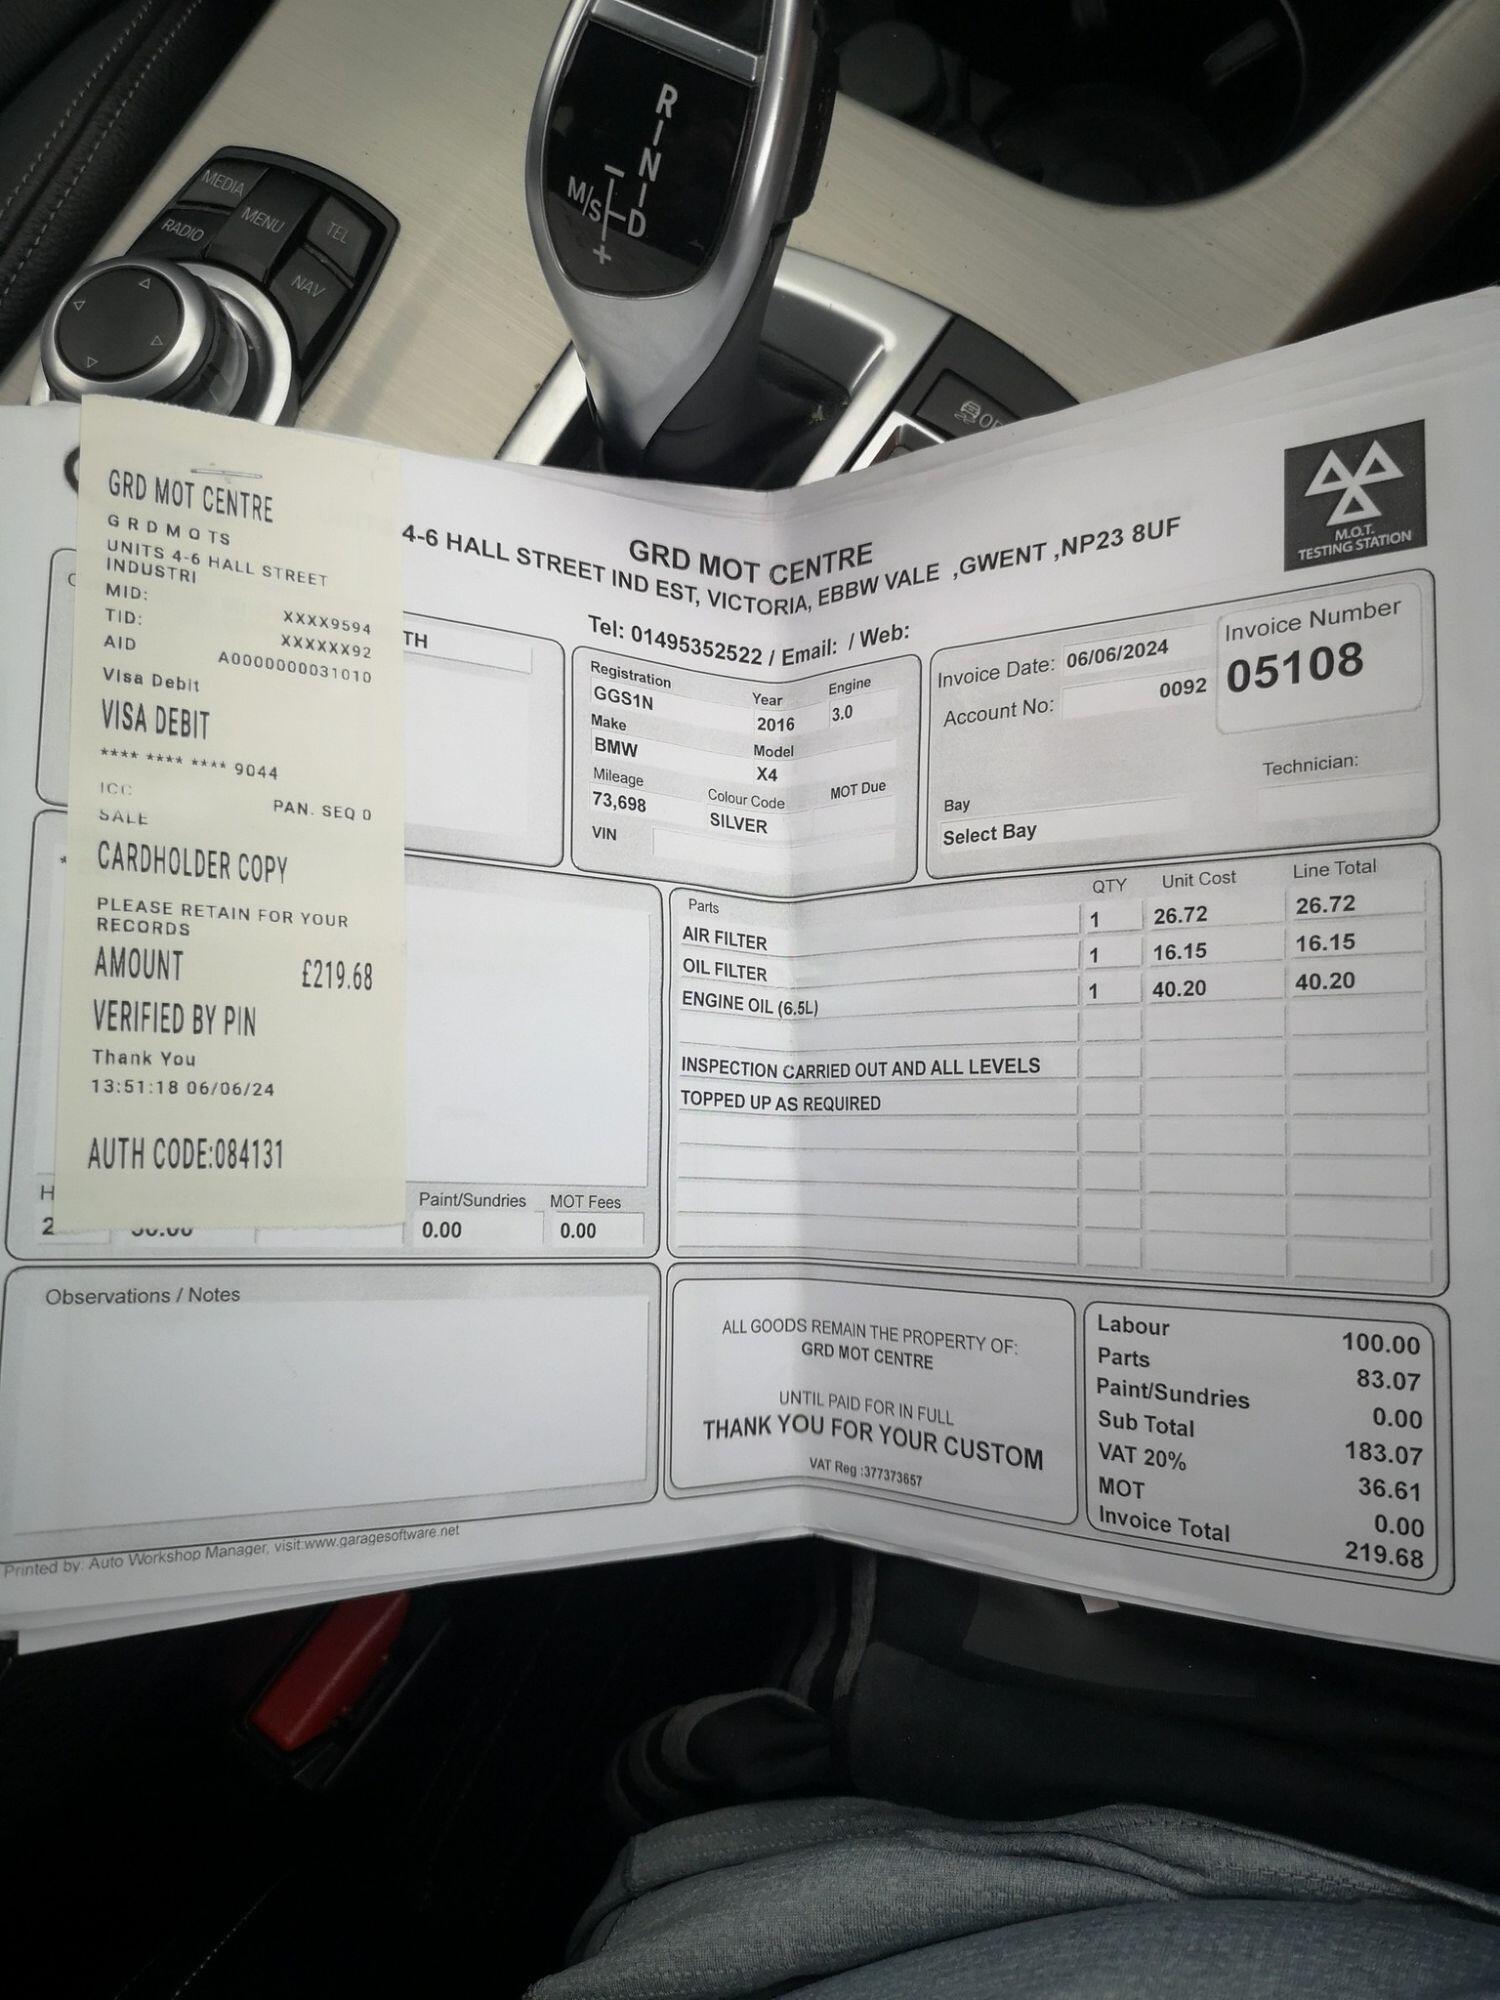 R
N
D
M/S
-
+
MEDIA
RADIO
MENU
TEL
NAV
GRD MOT CENTRE
G R D M O T S
UNITS 4-6 HALL STREET
INDUSTRI
MID:
XXXX9594
TID:
XXXXXX92
AID
A0000000031010
Visa Debit
VISA DEBIT
**** **** **** 9044
ICC
PAN. SEQ 0
SALE
CARDHOLDER COPY
PLEASE RETAIN FOR YOUR
RECORDS
AMOUNT £219.68
VERIFIED BY PIN
Thank You
13:51:18 06/06/24
AUTH CODE:084131
GRD MOT CENTRE
4-6 HALL STREET IND EST, VICTORIA, EBBW VALE ,GWENT ,NP23 8UF
Tel: 01495352522 / Email: / Web:
M.O.T.
TESTING STATION
TH
Registration
GGS1N
Year
2016
Engine
3.0
Make
BMW
Model
X4
Mileage
73,698
Colour Code
SILVER
MOT Due
VIN
Invoice Date: 06/06/2024
Account No: 0092
Invoice Number
05108
Technician:
Bay
Select Bay
Parts QTY Unit Cost Line Total
AIR FILTER 1 26.72 26.72
OIL FILTER 1 16.15 16.15
ENGINE OIL (6.5L) 1 40.20 40.20
INSPECTION CARRIED OUT AND ALL LEVELS
TOPPED UP AS REQUIRED
Paint/Sundries MOT Fees
0.00 0.00
Observations / Notes
ALL GOODS REMAIN THE PROPERTY OF:
GRD MOT CENTRE
UNTIL PAID FOR IN FULL
THANK YOU FOR YOUR CUSTOM
VAT Reg :377373657
Labour 100.00
Parts 83.07
Paint/Sundries 0.00
Sub Total 183.07
VAT 20% 36.61
MOT 0.00
Invoice Total 219.68
Printed by: Auto Workshop Manager, visit:www.garagesoftware.net